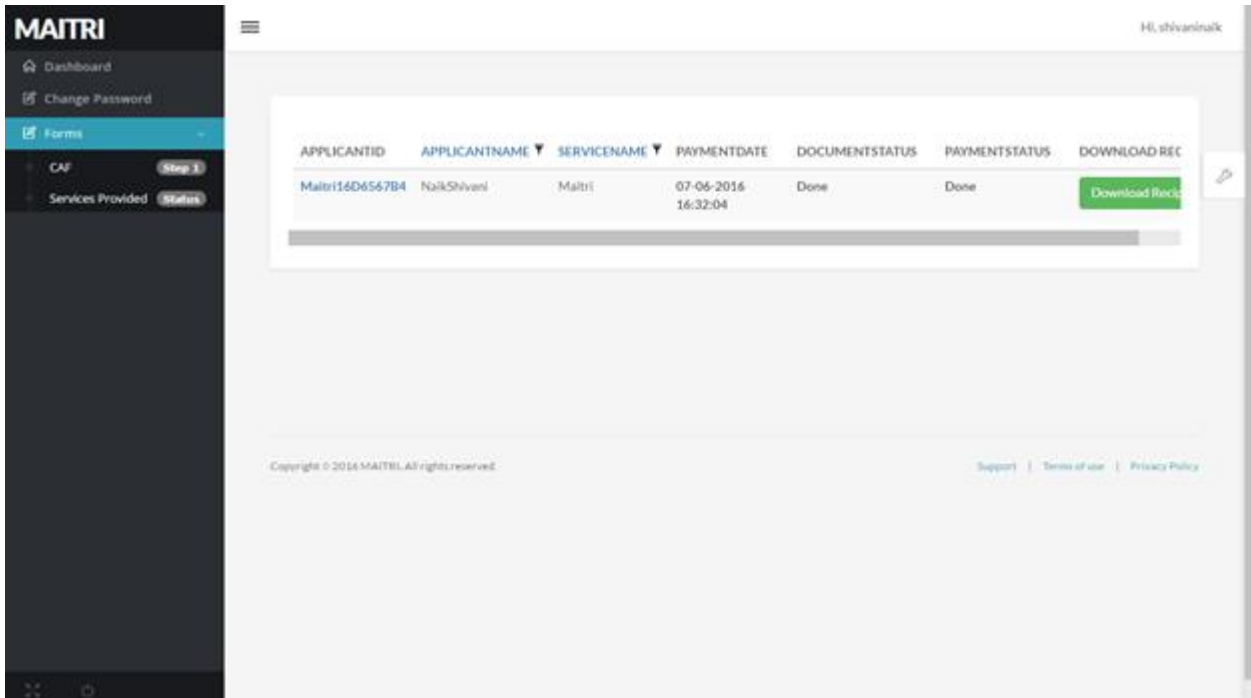 MAITRI
Hi, shivaninaik
Dashboard
Change Password
Forms
CAF Step 1
Services Provided Status
APPLICANTID APPLICANTNAME SERVICENAME PAYMENTDATE DOCUMENTSTATUS PAYMENTSTATUS DOWNLOAD REC
Maitri16D6567B4 NaikShivani Maitri 07-06-2016 Done Done Download Recip
16:32:04
Copyright © 2016 MAITRI. All rights reserved. Support | Terms of use | Privacy Policy